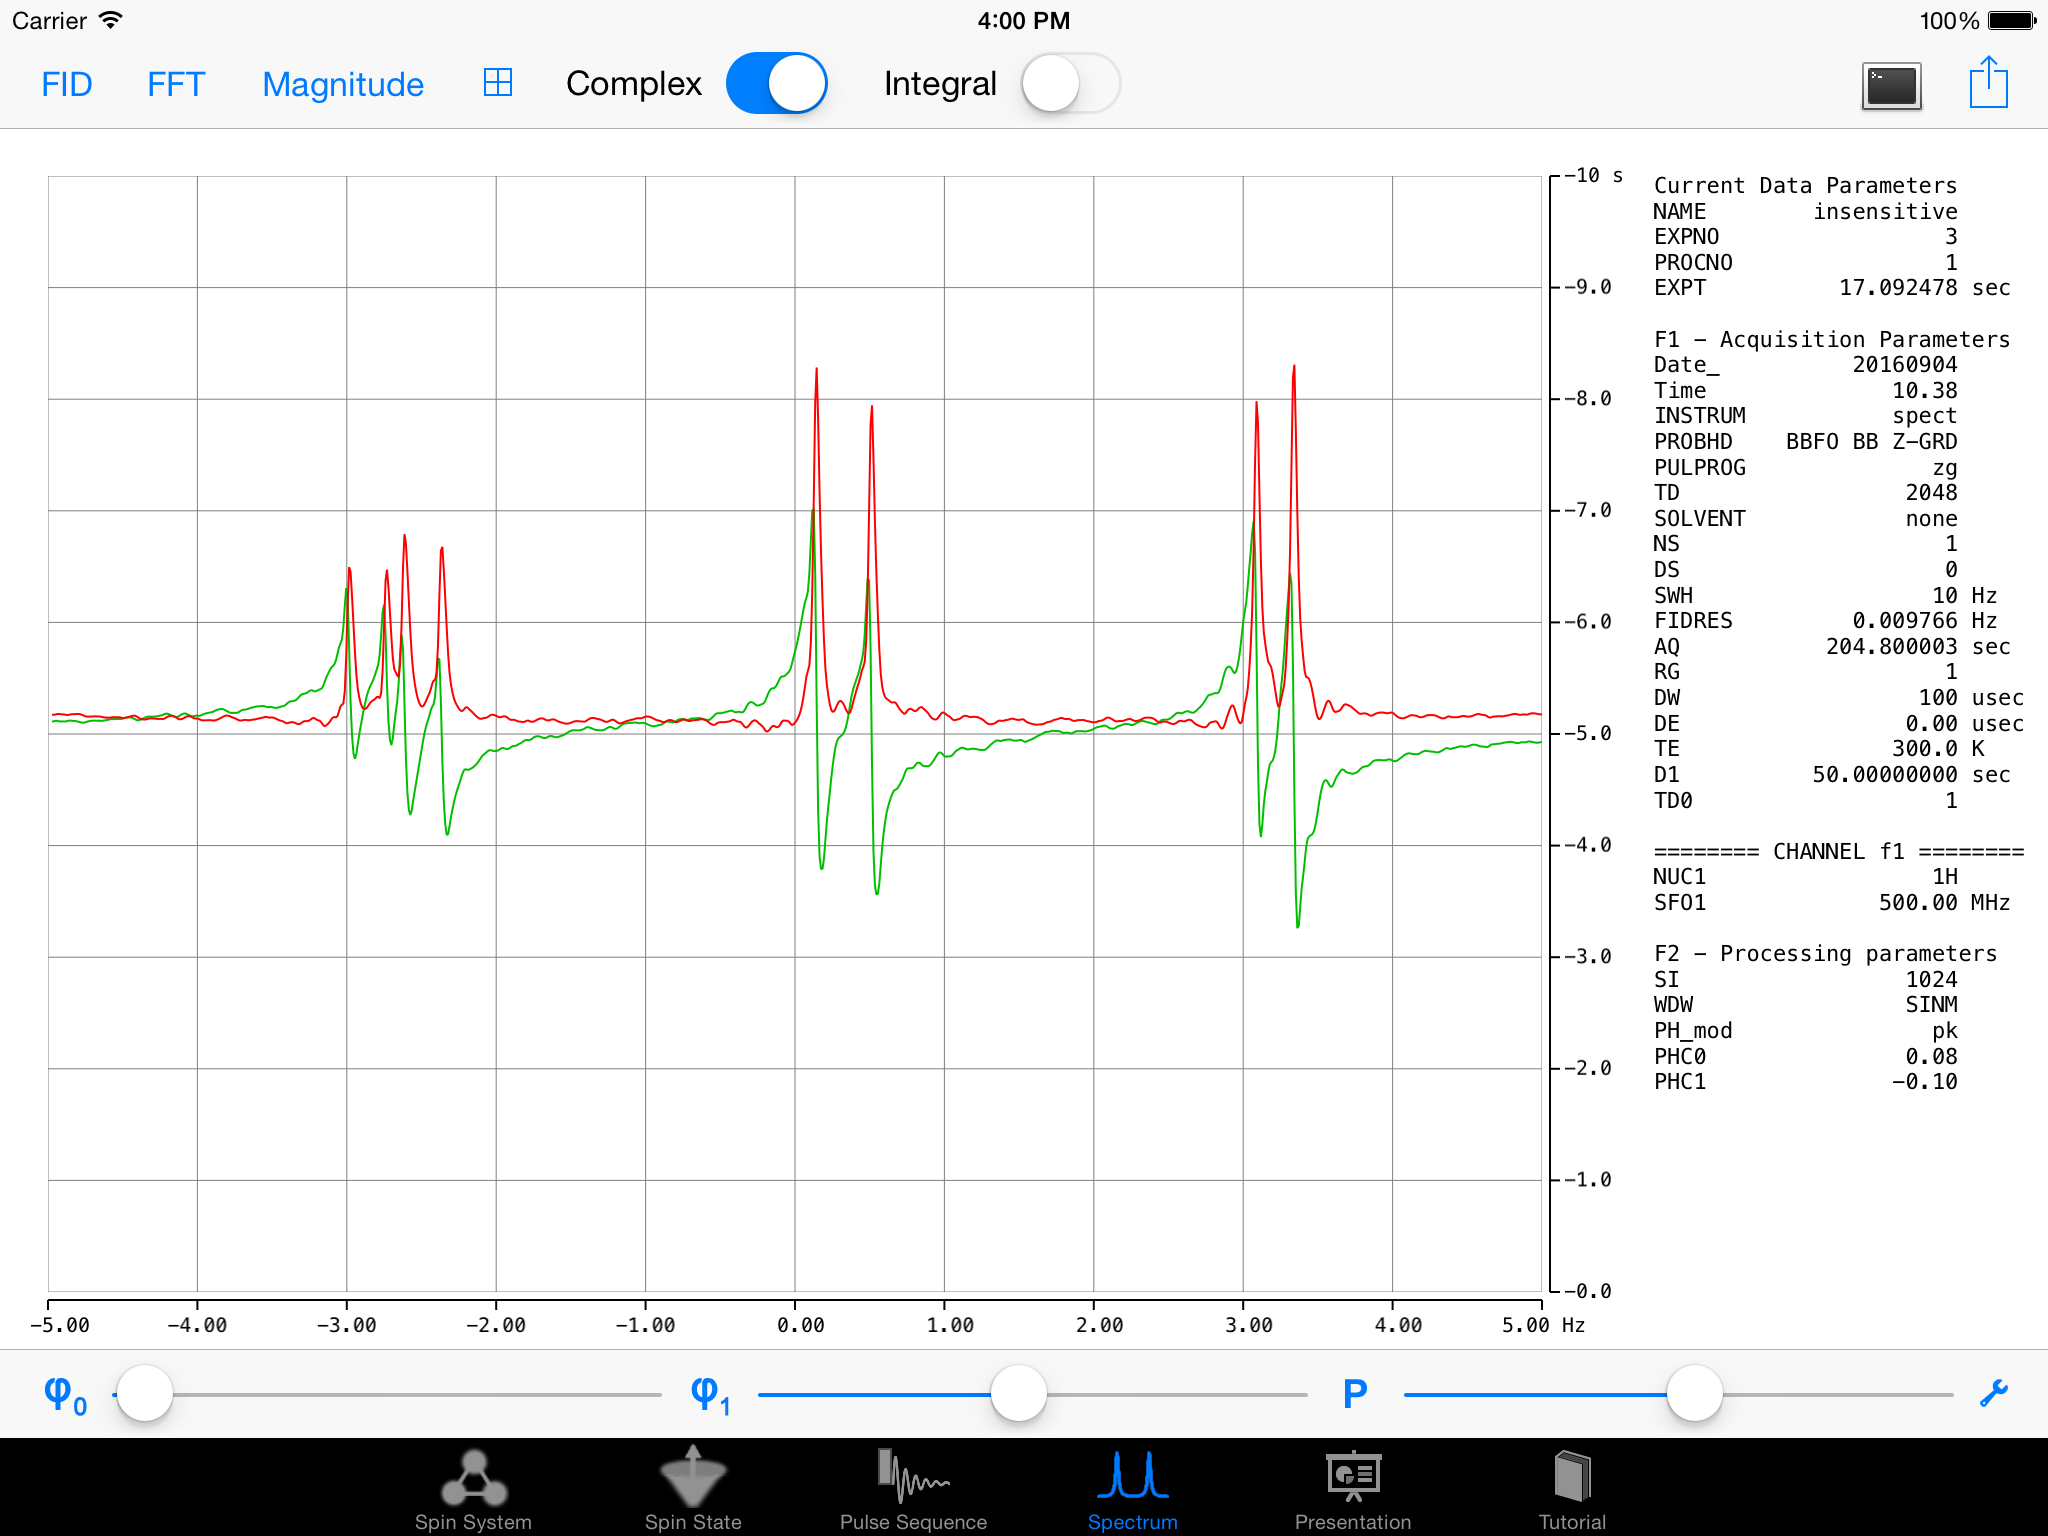 Carrier 4:00 PM 100%
FID FFT Magnitude Complex Integral
-10 s
-9.0
-8.0
-7.0
-6.0
-5.0
-4.0
-3.0
-2.0
-1.0
-0.0
-5.00 -4.00 -3.00 -2.00 -1.00 0.00 1.00 2.00 3.00 4.00 5.00 Hz
Current Data Parameters
NAME insensitive
EXPNO 3
PROCNO 1
EXPT 17.092478 sec
F1 - Acquisition Parameters
Date_ 20160904
Time 10.38
INSTRUM spect
PROBHD BBFO BB Z-GRD
PULPROG zg
TD 2048
SOLVENT none
NS 1
DS 0
SWH 10 Hz
FIDRES 0.009766 Hz
AQ 204.800003 sec
RG 1
DW 100 usec
DE 0.00 usec
TE 300.0 K
D1 50.00000000 sec
TD0 1
======== CHANNEL f1 ========
NUC1 1H
SFO1 500.00 MHz
F2 - Processing parameters
SI 1024
WDW SINM
PH_mod pk
PHC0 0.08
PHC1 -0.10
φ0 φ1 P
Spin System Spin State Pulse Sequence Spectrum Presentation Tutorial